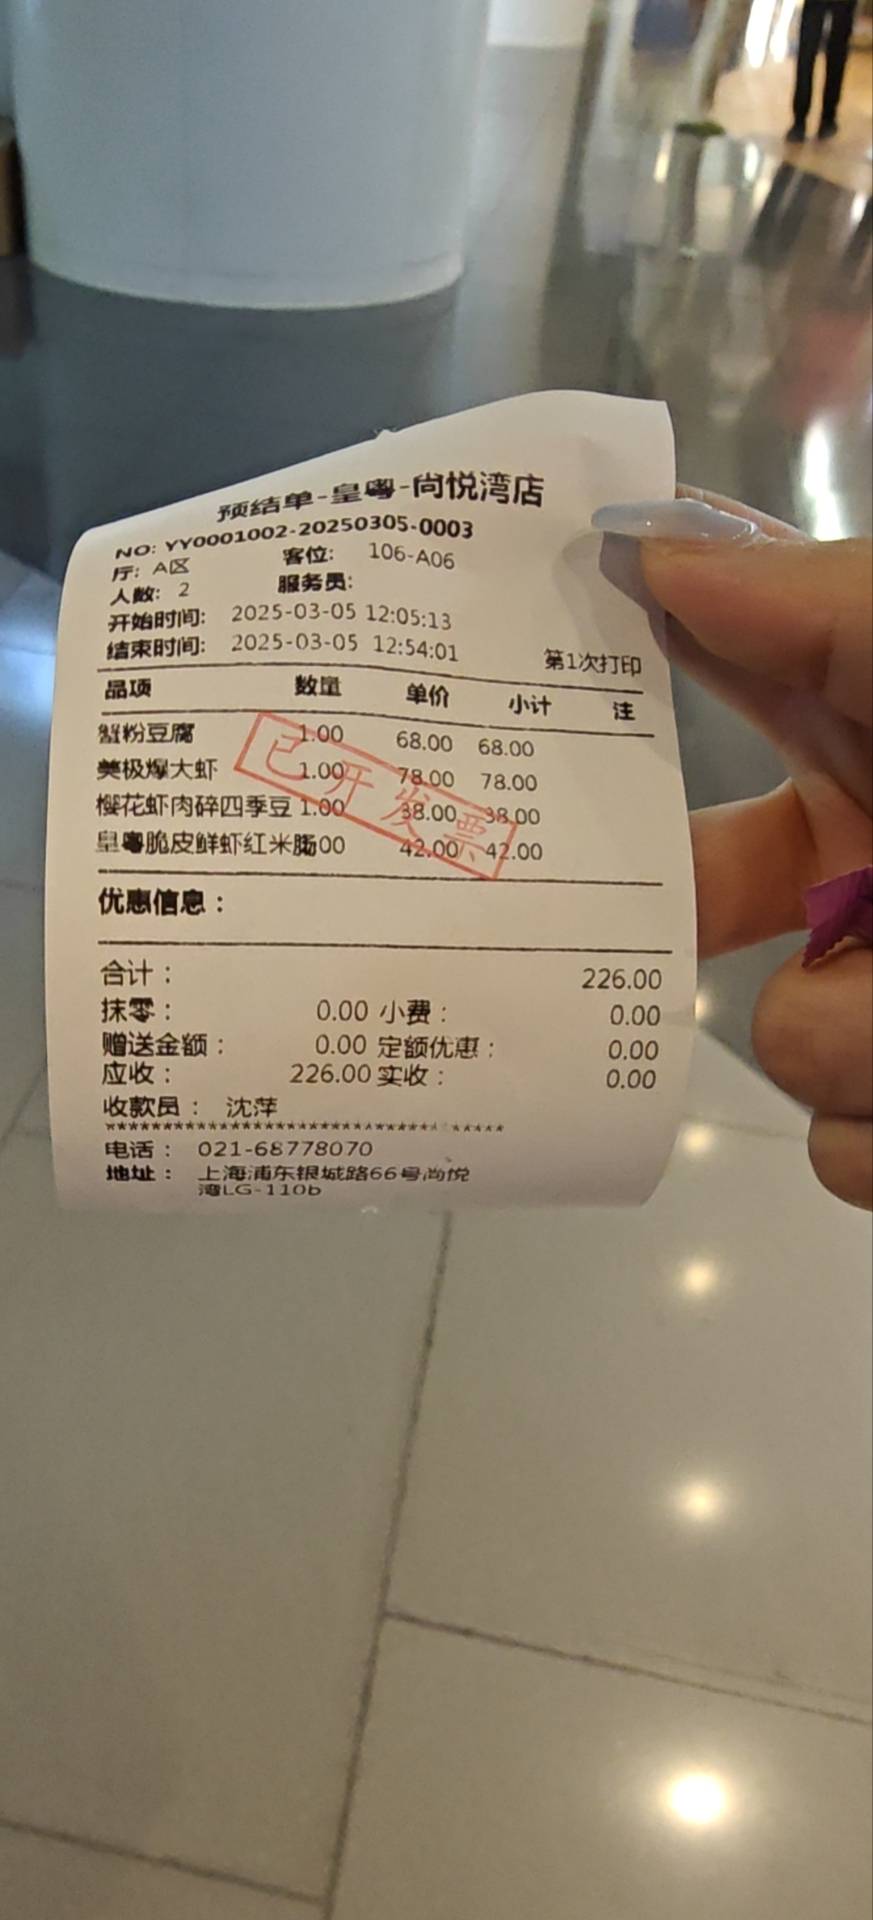 预结单-皇粤-尚悦湾店
NO: YY0001002-20250305-0003
厅: A区 客位: 106-A06
人数: 2 服务员:
开始时间: 2025-03-05 12:05:13
结束时间: 2025-03-05 12:54:01 第1次打印
品项 数量 单价 小计 注
蟹粉豆腐 1.00 68.00 68.00
美极爆大虾 1.00 78.00 78.00
樱花虾肉碎四季豆 1.00 38.00 38.00
皇粤脆皮鲜虾红米肠 .00 42.00 42.00
已开发票
优惠信息：
合计： 226.00
抹零： 0.00 小费： 0.00
赠送金额： 0.00 定额优惠： 0.00
应收： 226.00 实收： 0.00
收款员： 沈萍
****************************************
电话： 021-68778070
地址： 上海浦东银城路66号尚悦
湾LG-110b